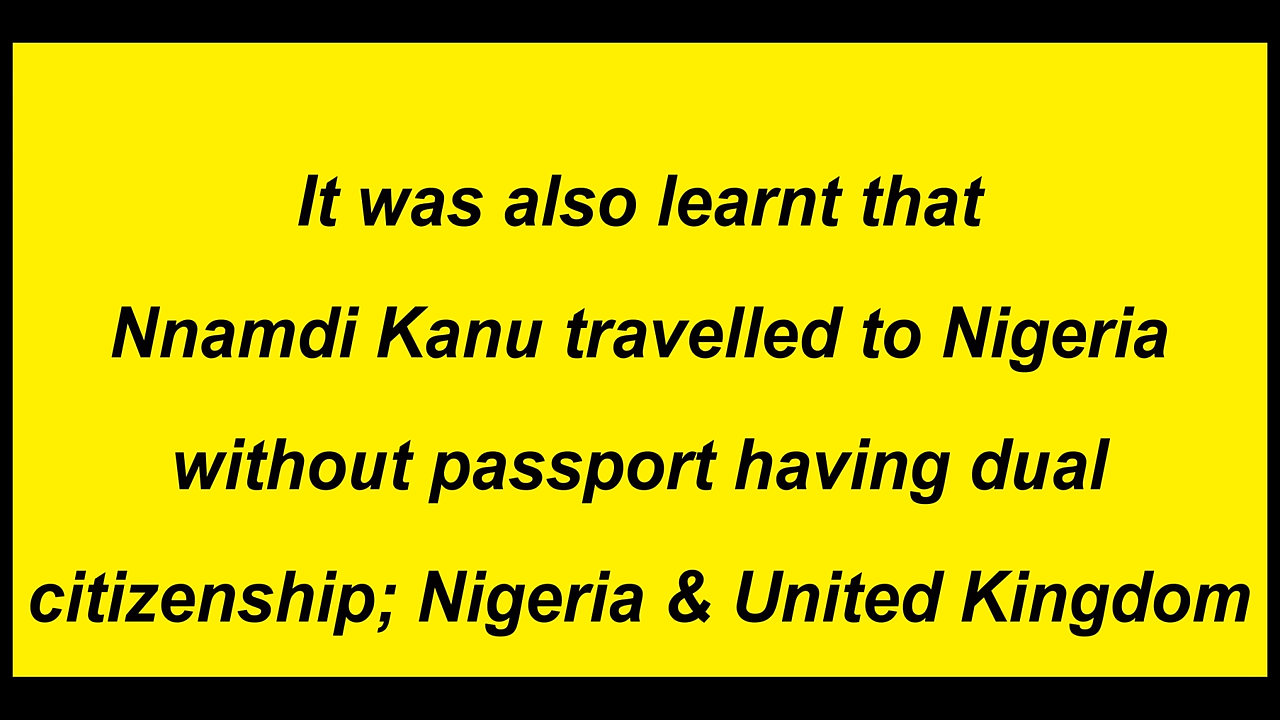 It was also learnt that
Nnamdi Kanu travelled to Nigeria
without passport having dual
citizenship; Nigeria & United Kingdom